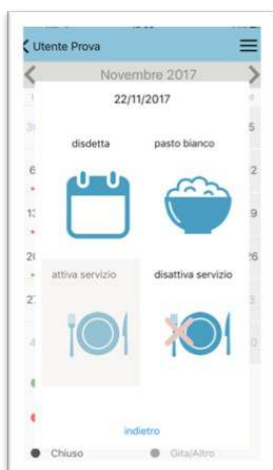 Utente Prova
Novembre 2017
22/11/2017
disdetta pasto bianco
attiva servizio disattiva servizio
indietro
Chiuso Gita/Altro